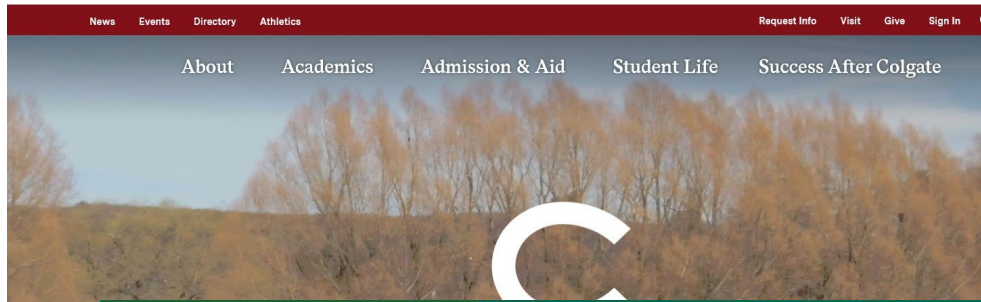 News Events Directory Athletics Request Info Visit Give Sign In
About Academics Admission & Aid Student Life Success After Colgate
C